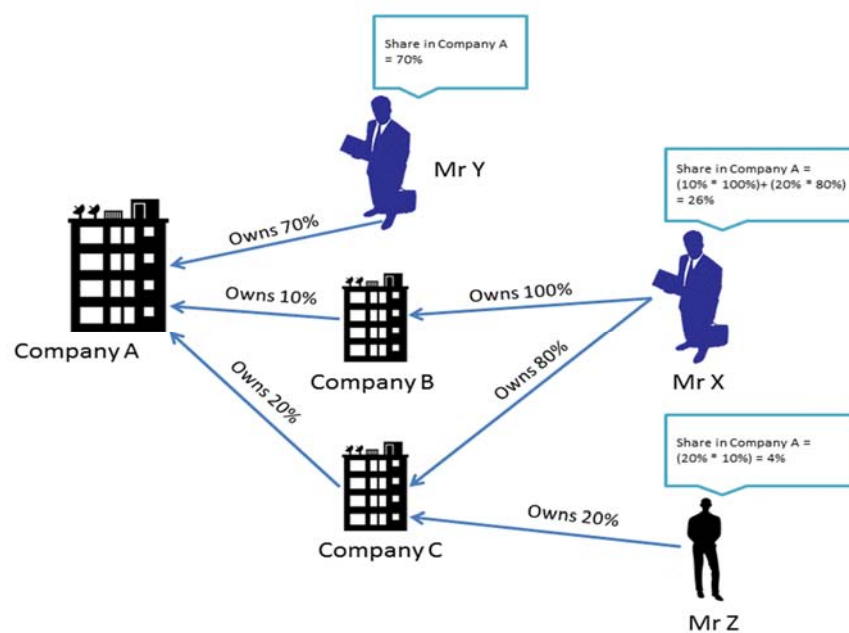 Share in Company A
= 70%
Mr Y
Share in Company A =
(10% * 100%)+ (20% * 80%)
= 26%
Owns 70%
Owns 10%
Owns 100%
Company A
Company B
Owns 80%
Mr X
Owns 20%
Share in Company A =
(20% * 10%) = 4%
Owns 20%
Company C
Mr Z